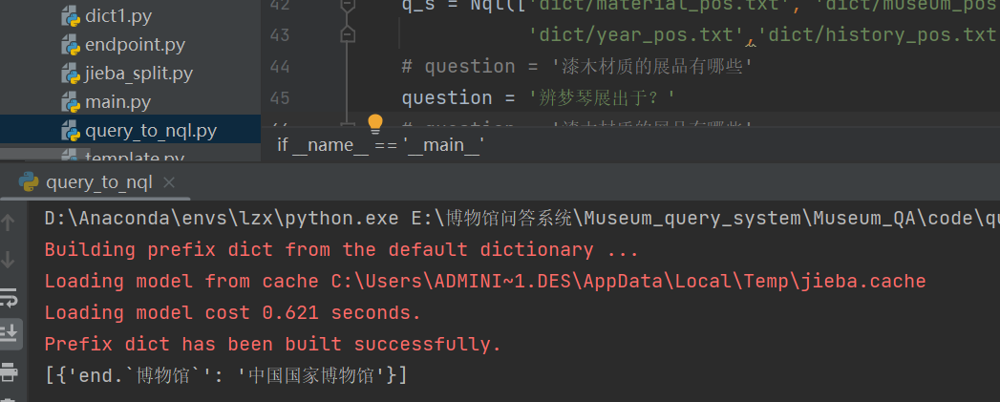 dict1.py
endpoint.py
jieba_split.py
main.py
query_to_nql.py
template.py
42 q_s = Nql(['dict/material_pos.txt', 'dict/museum_pos
43 'dict/year_pos.txt','dict/history_pos.txt
44 # question = '漆木材质的展品有哪些'
45 question = '辨梦琴展出于？'
# question = '漆木材质的展品有哪些'
if __name__ == '__main__'
query_to_nql
D:\Anaconda\envs\lzx\python.exe E:\博物馆问答系统\Museum_query_system\Museum_QA\code\qu
Building prefix dict from the default dictionary ...
Loading model from cache C:\Users\ADMINI~1.DES\AppData\Local\Temp\jieba.cache
Loading model cost 0.621 seconds.
Prefix dict has been built successfully.
[{'end.`博物馆`': '中国国家博物馆'}]